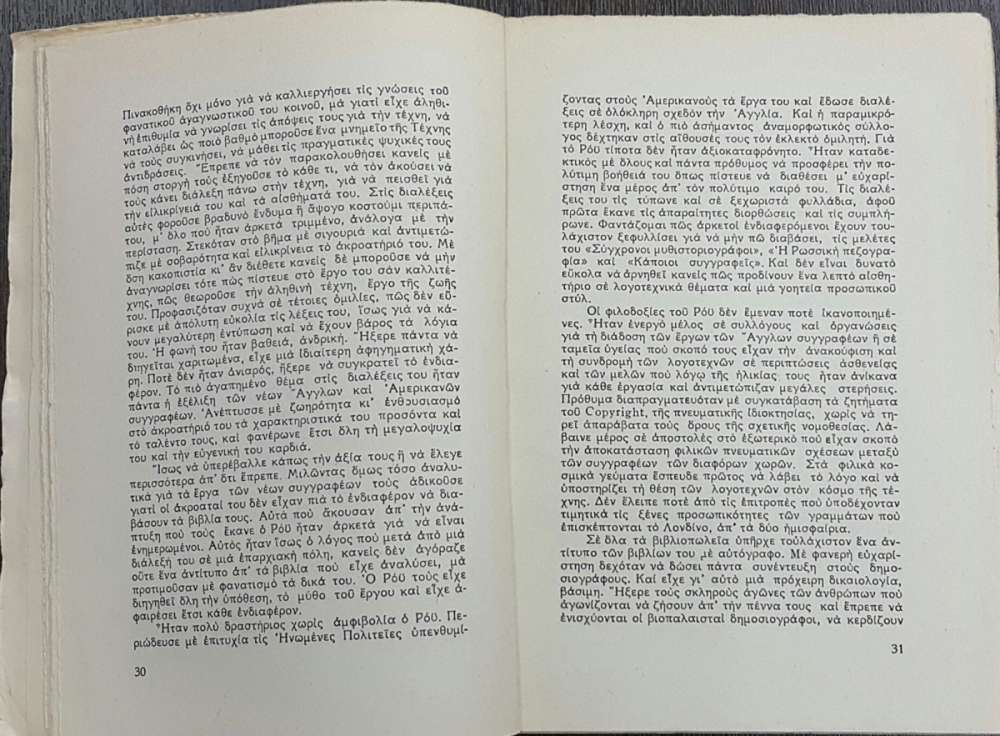 Πινακοθήκη ὄχι μόνο γιά νά καλλιεργήσει τίς γνώσεις τοῦ
φανατικοῦ ἀγαγνωστικοῦ του κοινοῦ, μά γιατί εἶχε ἀληθι-
νή ἐπιθυμία νά γνωρίσει τίς ἀπόψεις τους γιά τήν τέχνη, νά
καταλάβει ὡς ποιό βαθμό μποροῦσε ἕνα μνημεῖο τῆς Τέχνης
νά τούς συγκινήσει, νά μάθει τίς πραγματικές ψυχικές τους
ἀντιδράσεις. Ἔπρεπε νά τόν παρακολουθήσει κανείς μέ
πόση στοργή τούς ἐξηγοῦσε τό κάθε τι, νά τόν ἀκούσει νά
τούς κάνει διάλεξη πάνω στήν τέχνη, γιά νά πεισθεῖ γιά
τήν εἰλικρίνειά του καί τά αἰσθήματά του. Στίς διαλέξεις
αὐτές φοροῦσε βραδυνό ἔνδυμα ἤ ἄψογο κοστούμι περιπά-
του, μ' ὅλο πού ἦταν ἀρκετά τριμμένο, ἀνάλογα μέ τήν
περίσταση. Στεκόταν στό βῆμα μέ σιγουριά καί ἀντιμετώ-
πιζε μέ σοβαρότητα καί εἰλικρίνεια τό ἀκροατήριό του. Μέ
ὅση κακοπιστία κι' ἄν διέθετε κανείς δέ μποροῦσε νά μήν
ἀναγνωρίσει τότε πώς πίστευε στό ἔργο του σάν καλλιτέ-
χνης, πῶς θεωροῦσε τήν ἀληθινή τέχνη, ἔργο τῆς ζωῆς
του. Προφασιζόταν συχνά σέ τέτοιες ὁμιλίες, πώς δέν εὕ-
ρισκε μέ ἀπόλυτη εὐκολία τίς λέξεις του, ἴσως γιά νά κά-
νουν μεγαλύτερη ἐντύπωση καί νά ἔχουν βάρος τά λόγια
του. Ἡ φωνή του ἦταν βαθειά, ἀνδρική. Ἤξερε πάντα νά
διηγεῖται χαριτωμένα, εἶχε μιά ἰδιαίτερη ἀφηγηματική χά-
ρη. Ποτέ δέν ἦταν ἀνιαρός, ἤξερε νά συγκρατεῖ τό ἐνδια-
φέρον. Τό πιό ἀγαπημένο θέμα στίς διαλέξεις του ἦταν
πάντα ἡ ἐξέλιξη τῶν νέων Ἄγγλων καί Ἀμερικανῶν
συγγραφέων. Ἀνέπτυσσε μέ ζωηρότητα κι' ἐνθουσιασμό
στό ἀκροατήριό του τά χαρακτηριστικά του προσόντα καί
τό ταλέντο τους, καί φανέρωνε ἔτσι ὅλη τή μεγαλοψυχία
του καί τήν εὐγενική του καρδιά.
Ἴσως νά ὑπερέβαλλε κάπως τήν ἀξία τους ἤ νά ἔλεγε
περισσότερα ἀπ' ὅτι ἔπρεπε. Μιλῶντας ὅμως τόσο ἀναλυ-
τικά γιά τά ἔργα τῶν νέων συγγραφέων τούς ἀδικοῦσε
γιατί οἱ ἀκροαταί του δέν εἶχαν πιά τό ἐνδιαφέρον νά δια-
βάσουν τά βιβλία τους. Αὐτά πού ἄκουσαν ἀπ' τήν ἀνά-
πτυξη πού τούς ἔκανε ὁ Ρόυ ἦταν ἀρκετά γιά νά εἶναι
ἐνημερωμένοι. Αὐτός ἦταν ἴσως ὁ λόγος πού μετά ἀπό μιά
διάλεξή του σέ μιά ἐπαρχιακή πόλη, κανείς δέν ἀγόραζε
οὔτε ἕνα ἀντίτυπο ἀπ' τά βιβλία πού εἶχε ἀναλύσει, μά
προτιμοῦσαν μέ φανατισμό τά δικά του. Ὁ Ρόυ τούς εἶχε
διηγηθεῖ ὅλη τήν ὑπόθεση, τό μύθο τοῦ ἔργου καί εἶχε ἀ-
φαιρέσει ἔτσι κάθε ἐνδιαφέρον.
Ἦταν πολύ δραστήριος χωρίς ἀμφιβολία ὁ Ρόυ. Πε-
ριώδευσε μέ ἐπιτυχία τίς Ἡνωμένες Πολιτεῖες ὑπενθυμί-
30
ζοντας στούς Ἀμερικανούς τά ἔργα του καί ἔδωσε διαλέ-
ξεις σέ ὁλόκληρη σχεδόν τήν Ἀγγλία. Καί ἡ παραμικρό-
τερη λέσχη, καί ὁ πιό ἀσήμαντος ἀναμορφωτικός σύλλο-
γος δέχτηκαν στίς αἴθουσές τους τόν ἐκλεκτό ὁμιλητή. Γιά
τό Ρόυ τίποτα δέν ἦταν ἀξιοκαταφρόνητο. Ἦταν καταδε-
κτικός μέ ὅλους καί πάντα πρόθυμος νά προσφέρει τήν πο-
λύτιμη βοήθειά του ὅπως πίστευε νά διαθέσει μ' εὐχαρί-
στηση ἕνα μέρος ἀπ' τόν πολύτιμο καιρό του. Τίς διαλέ-
ξεις του τίς τύπωνε καί σέ ξεχωριστά φυλλάδια, ἀφοῦ
πρῶτα ἔκανε τίς ἀπαραίτητες διορθώσεις καί τίς συμπλή-
ρωνε. Φαντάζομαι πώς ἀρκετοί ἐνδιαφερόμενοι ἔχουν του-
λάχιστον ξεφυλλίσει γιά νά μήν πῶ διαβάσει, τίς μελέτες
του «Σύγχρονοι μυθιστοριογράφοι», «Ἡ Ρωσσική πεζογρα-
φία» καί «Κάποιοι συγγραφεῖς». Καί δέν εἶναι δυνατό
εὔκολα νά ἀρνηθεῖ κανείς πώς προδίνουν ἕνα λεπτό αἰσθη-
τήριο σέ λογοτεχνικά θέματα καί μιά γοητεία προσωπικοῦ
στύλ.
Οἱ φιλοδοξίες τοῦ Ρόυ δέν ἔμεναν ποτέ ἱκανοποιημέ-
νες. Ἦταν ἐνεργό μέλος σέ συλλόγους καί ὀργανώσεις
γιά τή διάδοση τῶν ἔργων τῶν Ἄγγλων συγγραφέων ἤ σέ
ταμεῖα ὑγείας πού σκοπό τους εἶχαν τήν ἀνακούφιση καί
τή συνδρομή τῶν λογοτεχνῶν σέ περιπτώσεις ἀσθενείας
καί τῶν μελῶν πού λόγῳ τῆς ἡλικίας τους ἦταν ἀνίκανα
γιά κάθε ἐργασία καί ἀντιμετώπιζαν μεγάλες στερήσεις.
Πρόθυμα διαπραγματευόταν μέ συγκατάβαση τά ζητήματα
τοῦ Copyright, τῆς πνευματικῆς ἰδιοκτησίας, χωρίς νά τη-
ρεῖ ἀπαράβατα τούς ὅρους τῆς σχετικῆς νομοθεσίας. Λά-
βαινε μέρος σέ ἀποστολές στό ἐξωτερικό πού εἶχαν σκοπό
τήν ἀποκατάσταση φιλικῶν πνευματικῶν σχέσεων μεταξύ
τῶν συγγραφέων τῶν διαφόρων χωρῶν. Στά φιλικά κο-
σμικά γεύματα ἔσπευδε πρῶτος νά λάβει τό λόγο καί νά
ὑποστηρίζει τή θέση τῶν λογοτεχνῶν στόν κόσμο τῆς τέ-
χνης. Δέν ἔλειπε ποτέ ἀπό τίς ἐπιτροπές πού ὑποδέχονταν
τιμητικά τίς ξένες προσωπικότητες τῶν γραμμάτων πού
ἐπισκέπτονται τό Λονδίνο, ἀπ' τά δύο ἡμισφαίρια.
Σέ ὅλα τά βιβλιοπωλεῖα ὑπῆρχε τοὐλάχιστον ἕνα ἀν-
τίτυπο τῶν βιβλίων του μέ αὐτόγραφο. Μέ φανερή εὐχαρί-
στηση δεχόταν νά δώσει πάντα συνέντευξη στούς δημο-
σιογράφους. Καί εἶχε γι' αὐτό μιά πρόχειρη δικαιολογία,
βάσιμη. Ἤξερε τούς σκληρούς ἀγῶνες τῶν ἀνθρώπων πού
ἀγωνίζονται νά ζήσουν ἀπ' τήν πέννα τους καί ἔπρεπε νά
ἐνισχύονται οἱ βιοπαλαισταί δημοσιογράφοι, νά κερδίζουν
31